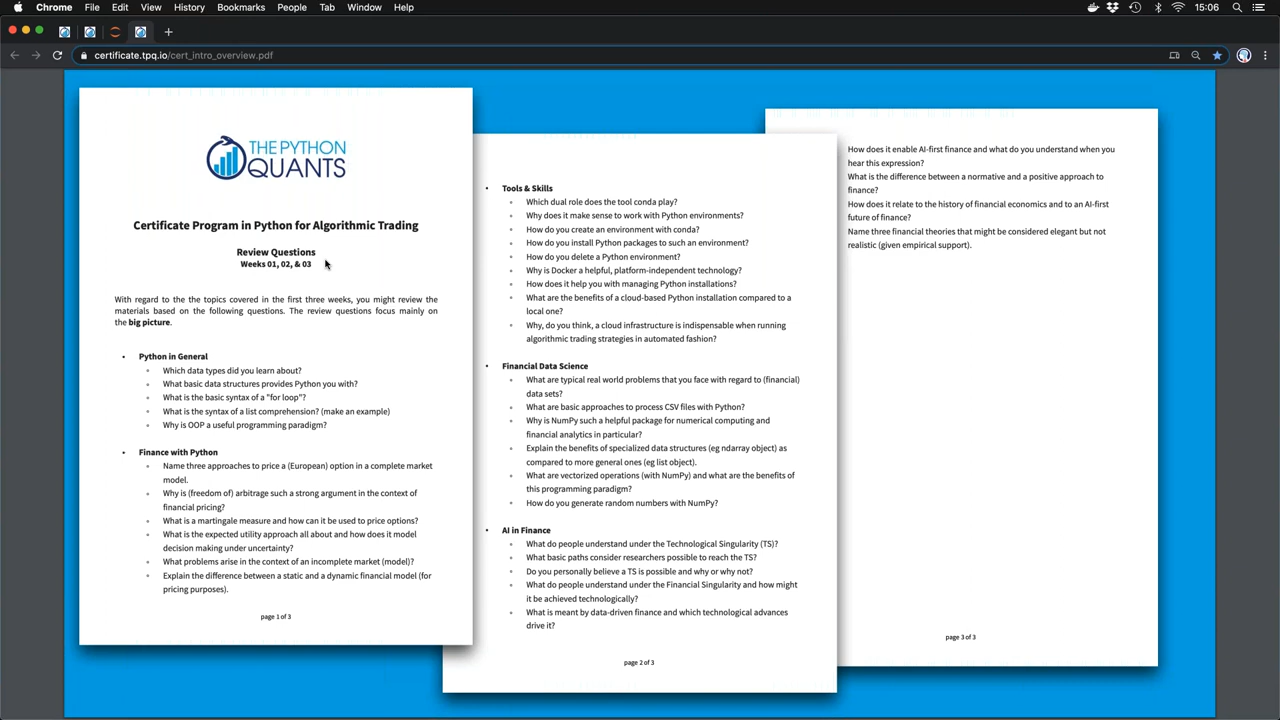 Chrome File Edit View History Bookmarks People Tab Window Help 15:06
certificate.tpq.io/cert_intro_overview.pdf
THE PYTHON
QUANTS
Certificate Program in Python for Algorithmic Trading
Review Questions
Weeks 01, 02, & 03
With regard to the the topics covered in the first three weeks, you might review the
materials based on the following questions. The review questions focus mainly on
the big picture.
• Python in General
Which data types did you learn about?
What basic data structures provides Python you with?
What is the basic syntax of a "for loop"?
What is the syntax of a list comprehension? (make an example)
Why is OOP a useful programming paradigm?
• Finance with Python
Name three approaches to price a (European) option in a complete market
model.
Why is (freedom of) arbitrage such a strong argument in the context of
financial pricing?
What is a martingale measure and how can it be used to price options?
What is the expected utility approach all about and how does it model
decision making under uncertainty?
What problems arise in the context of an incomplete market (model)?
Explain the difference between a static and a dynamic financial model (for
pricing purposes).
page 1 of 3
• Tools & Skills
Which dual role does the tool conda play?
Why does it make sense to work with Python environments?
How do you create an environment with conda?
How do you install Python packages to such an environment?
How do you delete a Python environment?
Why is Docker a helpful, platform-independent technology?
How does it help you with managing Python installations?
What are the benefits of a cloud-based Python installation compared to a
local one?
Why, do you think, a cloud infrastructure is indispensable when running
algorithmic trading strategies in automated fashion?
• Financial Data Science
What are typical real world problems that you face with regard to (financial)
data sets?
What are basic approaches to process CSV files with Python?
Why is NumPy such a helpful package for numerical computing and
financial analytics in particular?
Explain the benefits of specialized data structures (eg ndarray object) as
compared to more general ones (eg list object).
What are vectorized operations (with NumPy) and what are the benefits of
this programming paradigm?
How do you generate random numbers with NumPy?
• AI in Finance
What do people understand under the Technological Singularity (TS)?
What basic paths consider researchers possible to reach the TS?
Do you personally believe a TS is possible and why or why not?
What do people understand under the Financial Singularity and how might
it be achieved technologically?
What is meant by data-driven finance and which technological advances
drive it?
page 2 of 3
How does it enable AI-first finance and what do you understand when you
hear this expression?
What is the difference between a normative and a positive approach to
finance?
How does it relate to the history of financial economics and to an AI-first
future of finance?
Name three financial theories that might be considered elegant but not
realistic (given empirical support).
page 3 of 3